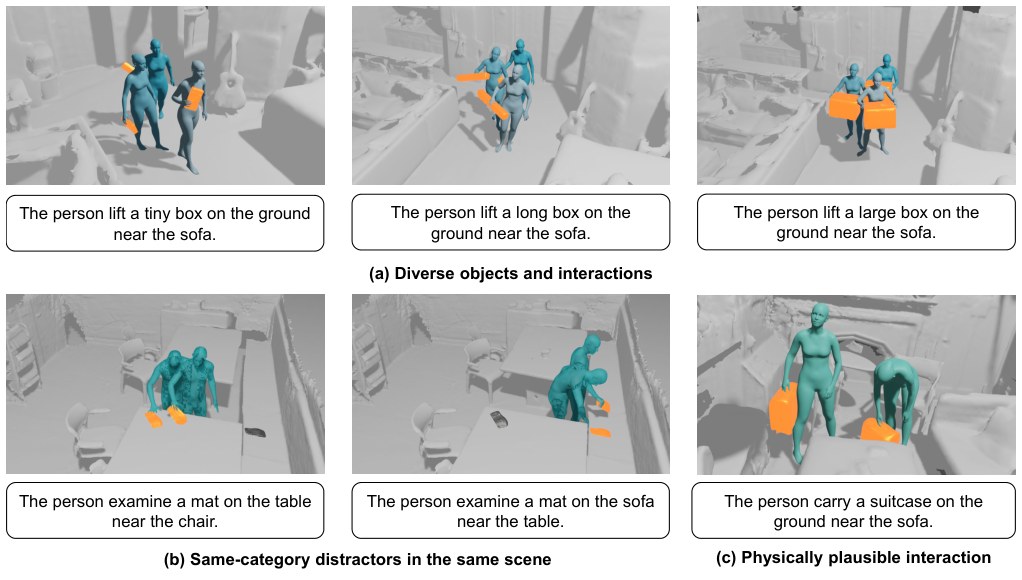 The person lift a tiny box on the ground
near the sofa.
The person lift a long box on the
ground near the sofa.
The person lift a large box on the
ground near the sofa.
(a) Diverse objects and interactions
The person examine a mat on the table
near the chair.
The person examine a mat on the sofa
near the table.
The person carry a suitcase on the
ground near the sofa.
(b) Same-category distractors in the same scene
(c) Physically plausible interaction